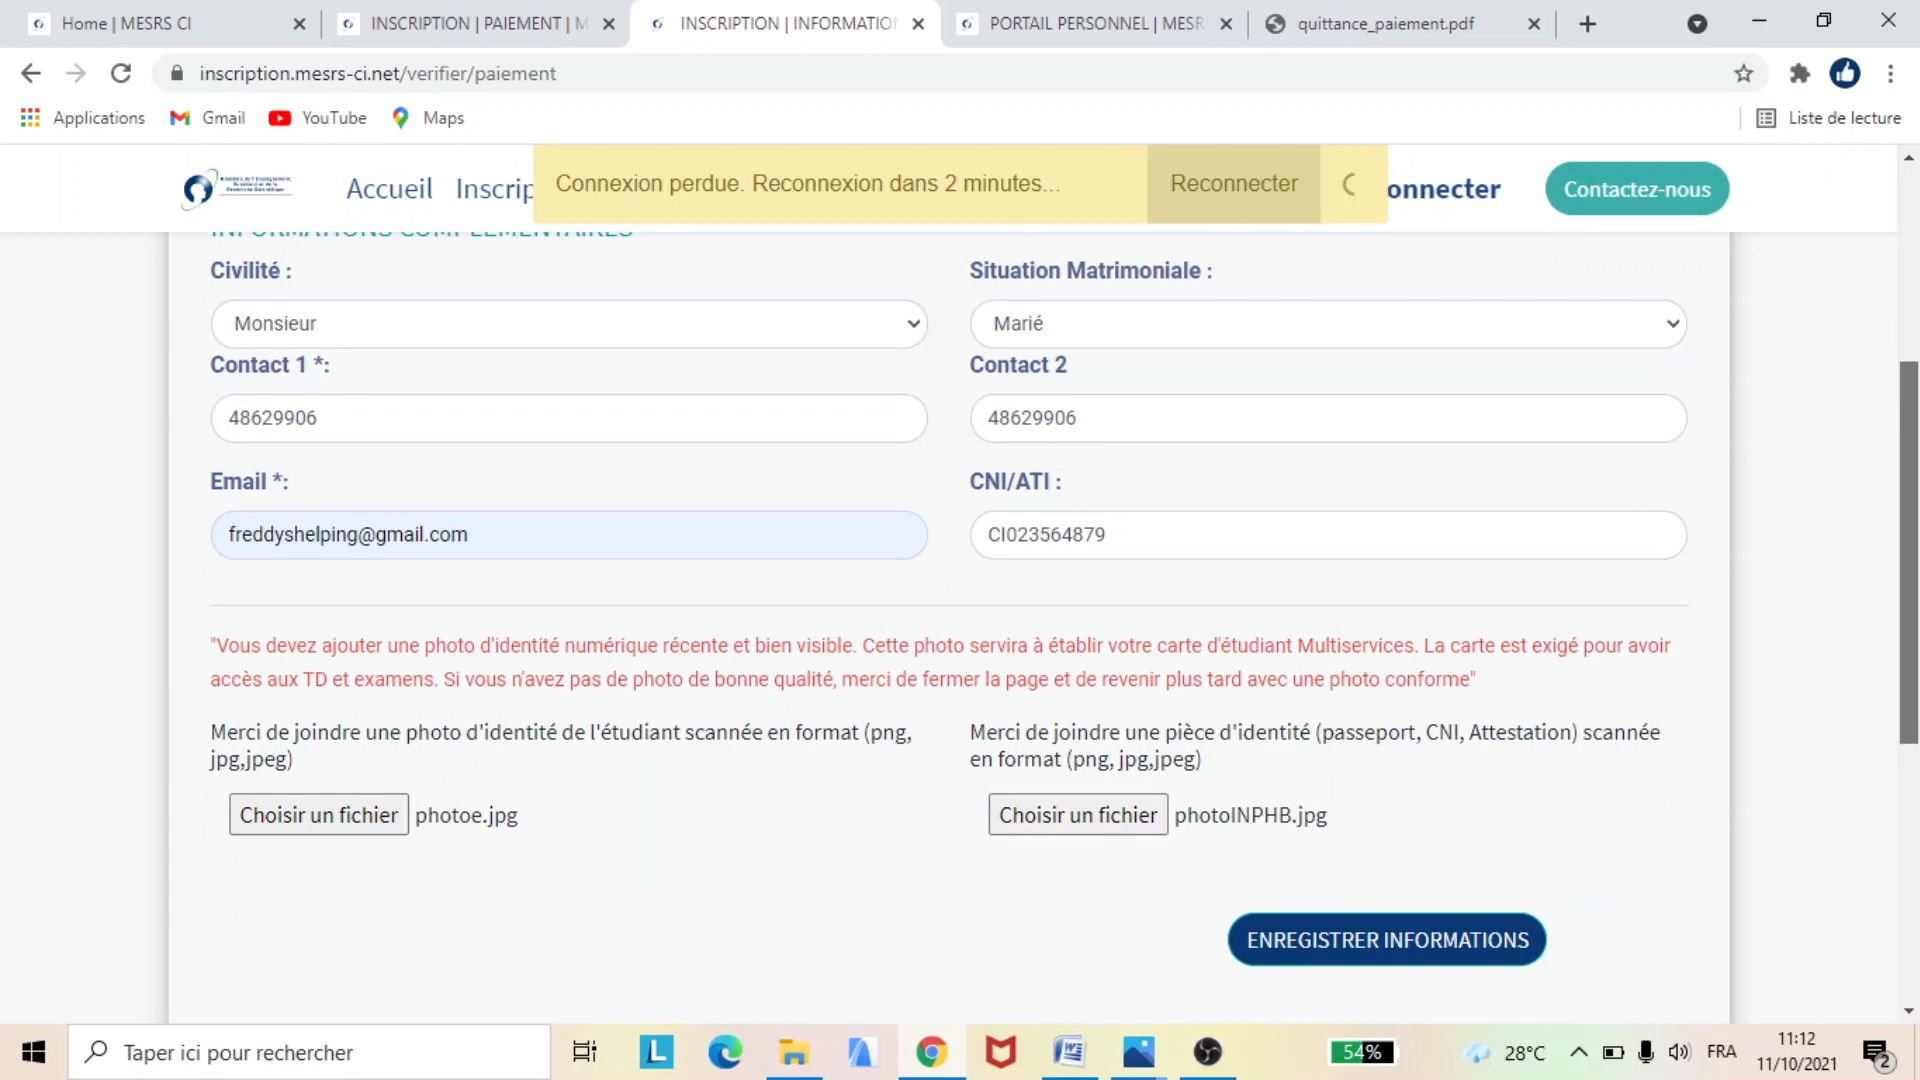 Home | MESRS CI
INSCRIPTION | PAIEMENT | M
INSCRIPTION | INFORMATION
PORTAIL PERSONNEL | MESR
quittance_paiement.pdf
inscription.mesrs-ci.net/verifier/paiement
Applications
Gmail
YouTube
Maps
Liste de lecture
Accueil
Inscrip
Connexion perdue. Reconnexion dans 2 minutes...
Reconnecter
onnecter
Contactez-nous
INFORMATIONS COMPLEMENTAIRES
Civilité :
Situation Matrimoniale :
Monsieur
Marié
Contact 1 *:
Contact 2
48629906
48629906
Email *:
CNI/ATI :
freddyshelping@gmail.com
CI023564879
"Vous devez ajouter une photo d'identité numérique récente et bien visible. Cette photo servira à établir votre carte d'étudiant Multiservices. La carte est exigé pour avoir
accès aux TD et examens. Si vous n'avez pas de photo de bonne qualité, merci de fermer la page et de revenir plus tard avec une photo conforme"
Merci de joindre une photo d'identité de l'étudiant scannée en format (png,
jpg,jpeg)
Merci de joindre une pièce d'identité (passeport, CNI, Attestation) scannée
en format (png, jpg,jpeg)
Choisir un fichier photoe.jpg
Choisir un fichier photoINPHB.jpg
ENREGISTRER INFORMATIONS
Taper ici pour rechercher
54%
28°C
FRA
11:12
11/10/2021
2